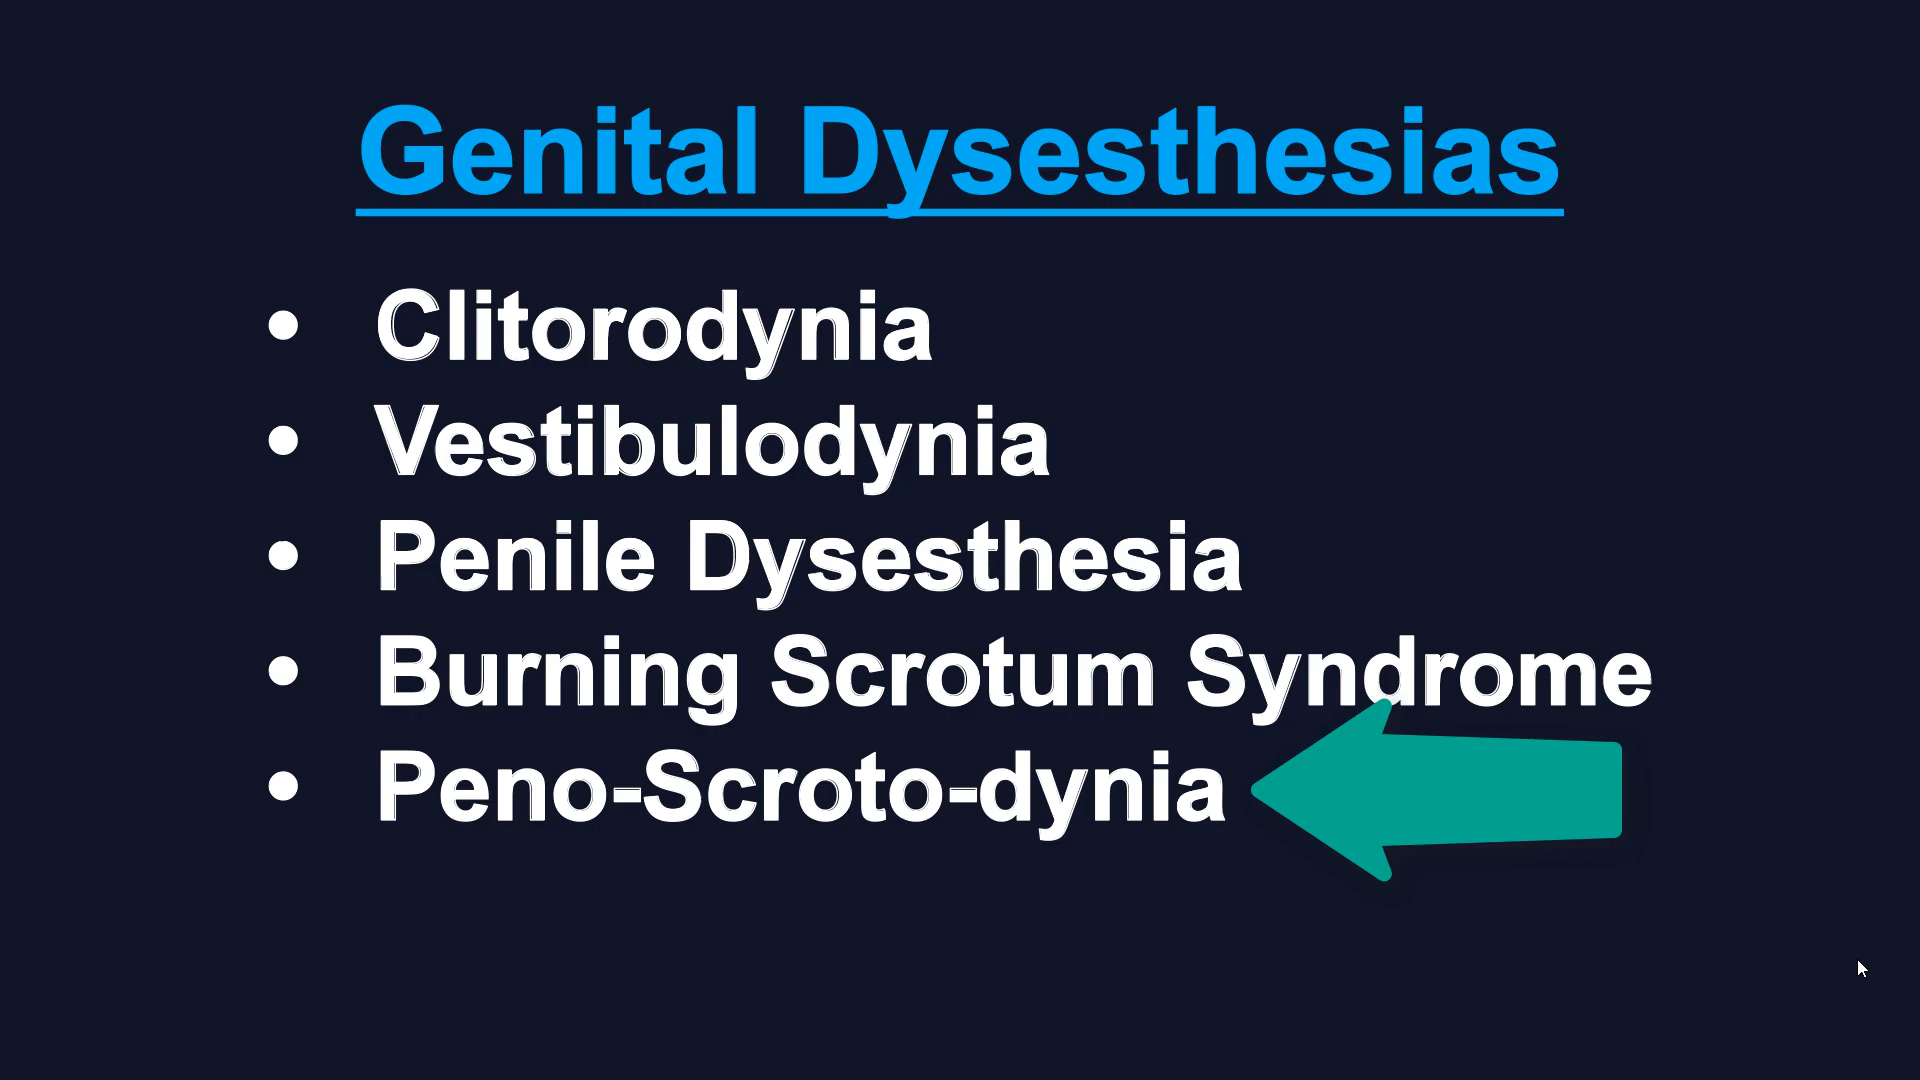 Genital Dysesthesias
• Clitorodynia
• Vestibulodynia
• Penile Dysesthesia
• Burning Scrotum Syndrome
• Peno-Scroto-dynia